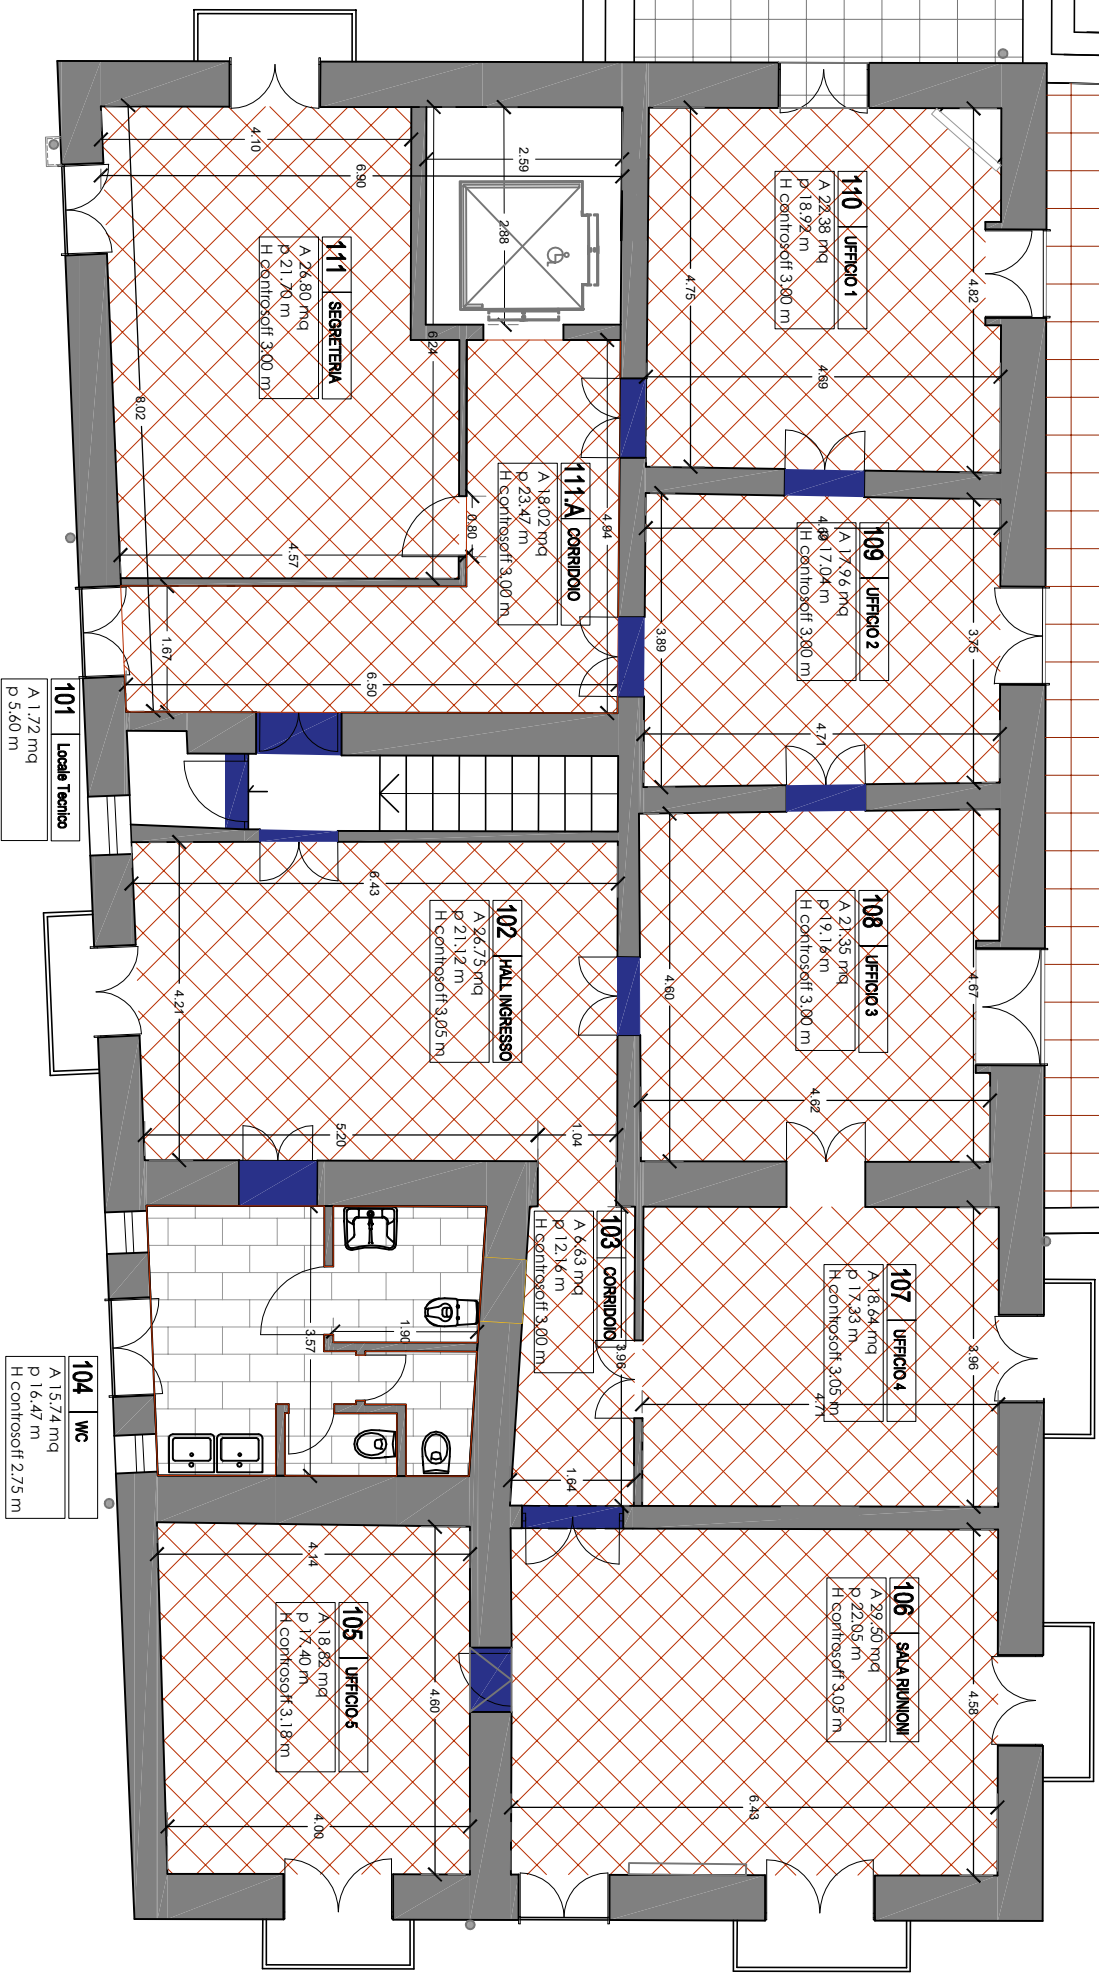 101 Locale Tecnico
A 1.72 mq
p 5.60 m
102 HALL INGRESSO
A 26.75 mq
p 21.12 m
H controsoff 3,05 m
103 CORRIDOIO
A 6.63 mq
p 12.16 m
H controsoff 3.00 m
104 WC
A 15.74 mq
p 16.47 m
H controsoff 2.75 m
105 UFFICIO 5
A 18.82 mq
p 17.40 m
H controsoff 3.18 m
106 SALA RIUNIONI
A 29.50 mq
p 22.05 m
H controsoff 3.05 m
107 UFFICIO 4
A 18.64 mq
p 17.33 m
H controsoff 3.05 m
108 UFFICIO 3
A 21.35 mq
p 19.16 m
H controsoff 3.00 m
109 UFFICIO 2
A 17.96 mq
p 17.04 m
H controsoff 3.00 m
110 UFFICIO 1
A 22.38 mq
p 18.92 m
H controsoff 3.00 m
111 SEGRETERIA
A 26.80 mq
p 21.70 m
H controsoff 3.00 m
111.A CORRIDOIO
A 18.02 mq
p 23.47 m
H controsoff 3.00 m
4.10
6.90
2.59
2.88
4.75
4.82
4.69
6.24
8.02
4.57
0.80
4.94
1.67
6.50
4.69
3.89
3.75
4.71
6.43
4.21
4.60
4.67
4.62
5.20
1.04
3.57
1.90
3.96
3.96
4.71
1.64
4.14
4.60
4.00
4.58
6.43